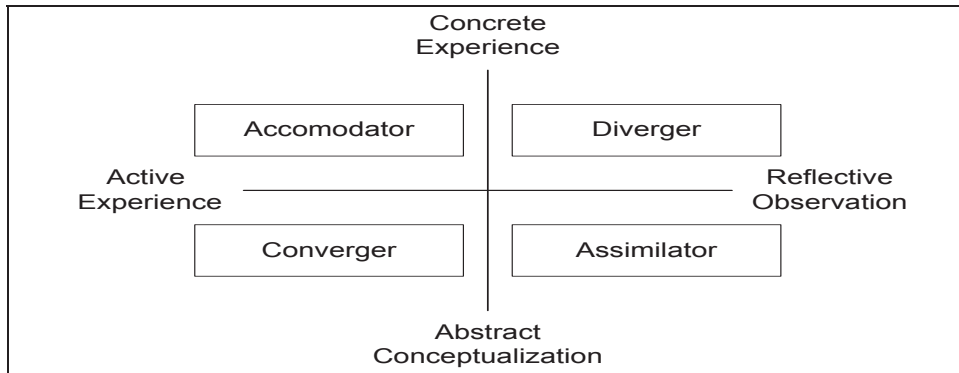 Concrete
Experience
Accomodator
Diverger
Active
Experience
Reflective
Observation
Converger
Assimilator
Abstract
Conceptualization